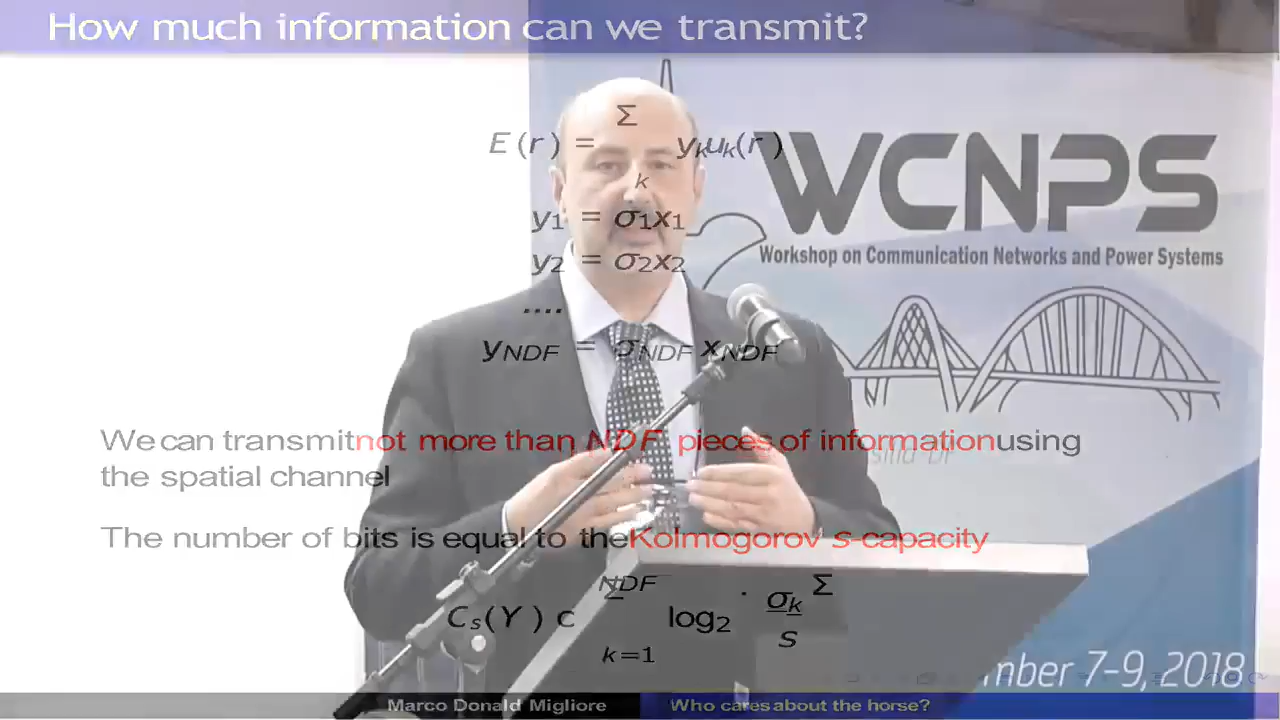 How much information can we transmit?
Σ
E (r) = yₖuₖ(r)
k
y₁ = σ₁x₁
y₂ = σ₂x₂
....
y_NDF = σ_NDF x_NDF
We can transmit not more than NDF pieces of information using
the spatial channel
The number of bits is equal to the Kolmogorov s-capacity
NDF
Σ
Cₛ(Y) c log₂ · σₖ Σ
s
k=1
Marco Donald Migliore
Who cares about the horse?
WCNPS
Workshop on Communication Networks and Power Systems
mber 7-9, 2018